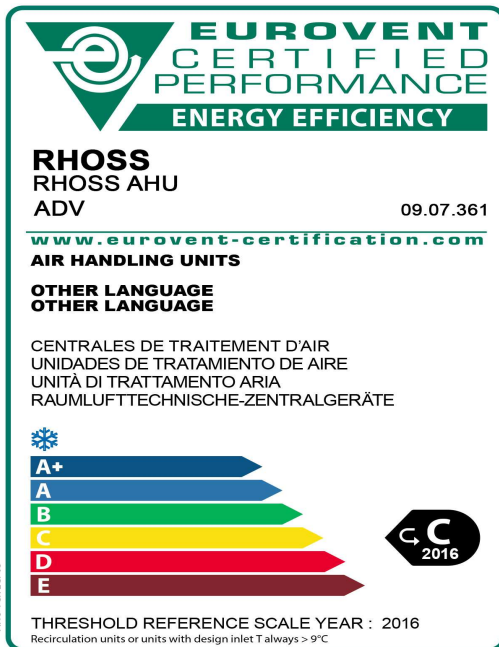 EUROVENT
CERTIFIED
PERFORMANCE
ENERGY EFFICIENCY
RHOSS
RHOSS AHU
ADV 09.07.361
www.eurovent-certification.com
AIR HANDLING UNITS
OTHER LANGUAGE
OTHER LANGUAGE
CENTRALES DE TRAITEMENT D'AIR
UNIDADES DE TRATAMIENTO DE AIRE
UNITÀ DI TRATTAMENTO ARIA
RAUMLUFTTECHNISCHE-ZENTRALGERÄTE
A+
A
B
C
D
E
C
2016
THRESHOLD REFERENCE SCALE YEAR : 2016
Recirculation units or units with design inlet T always > 9°C